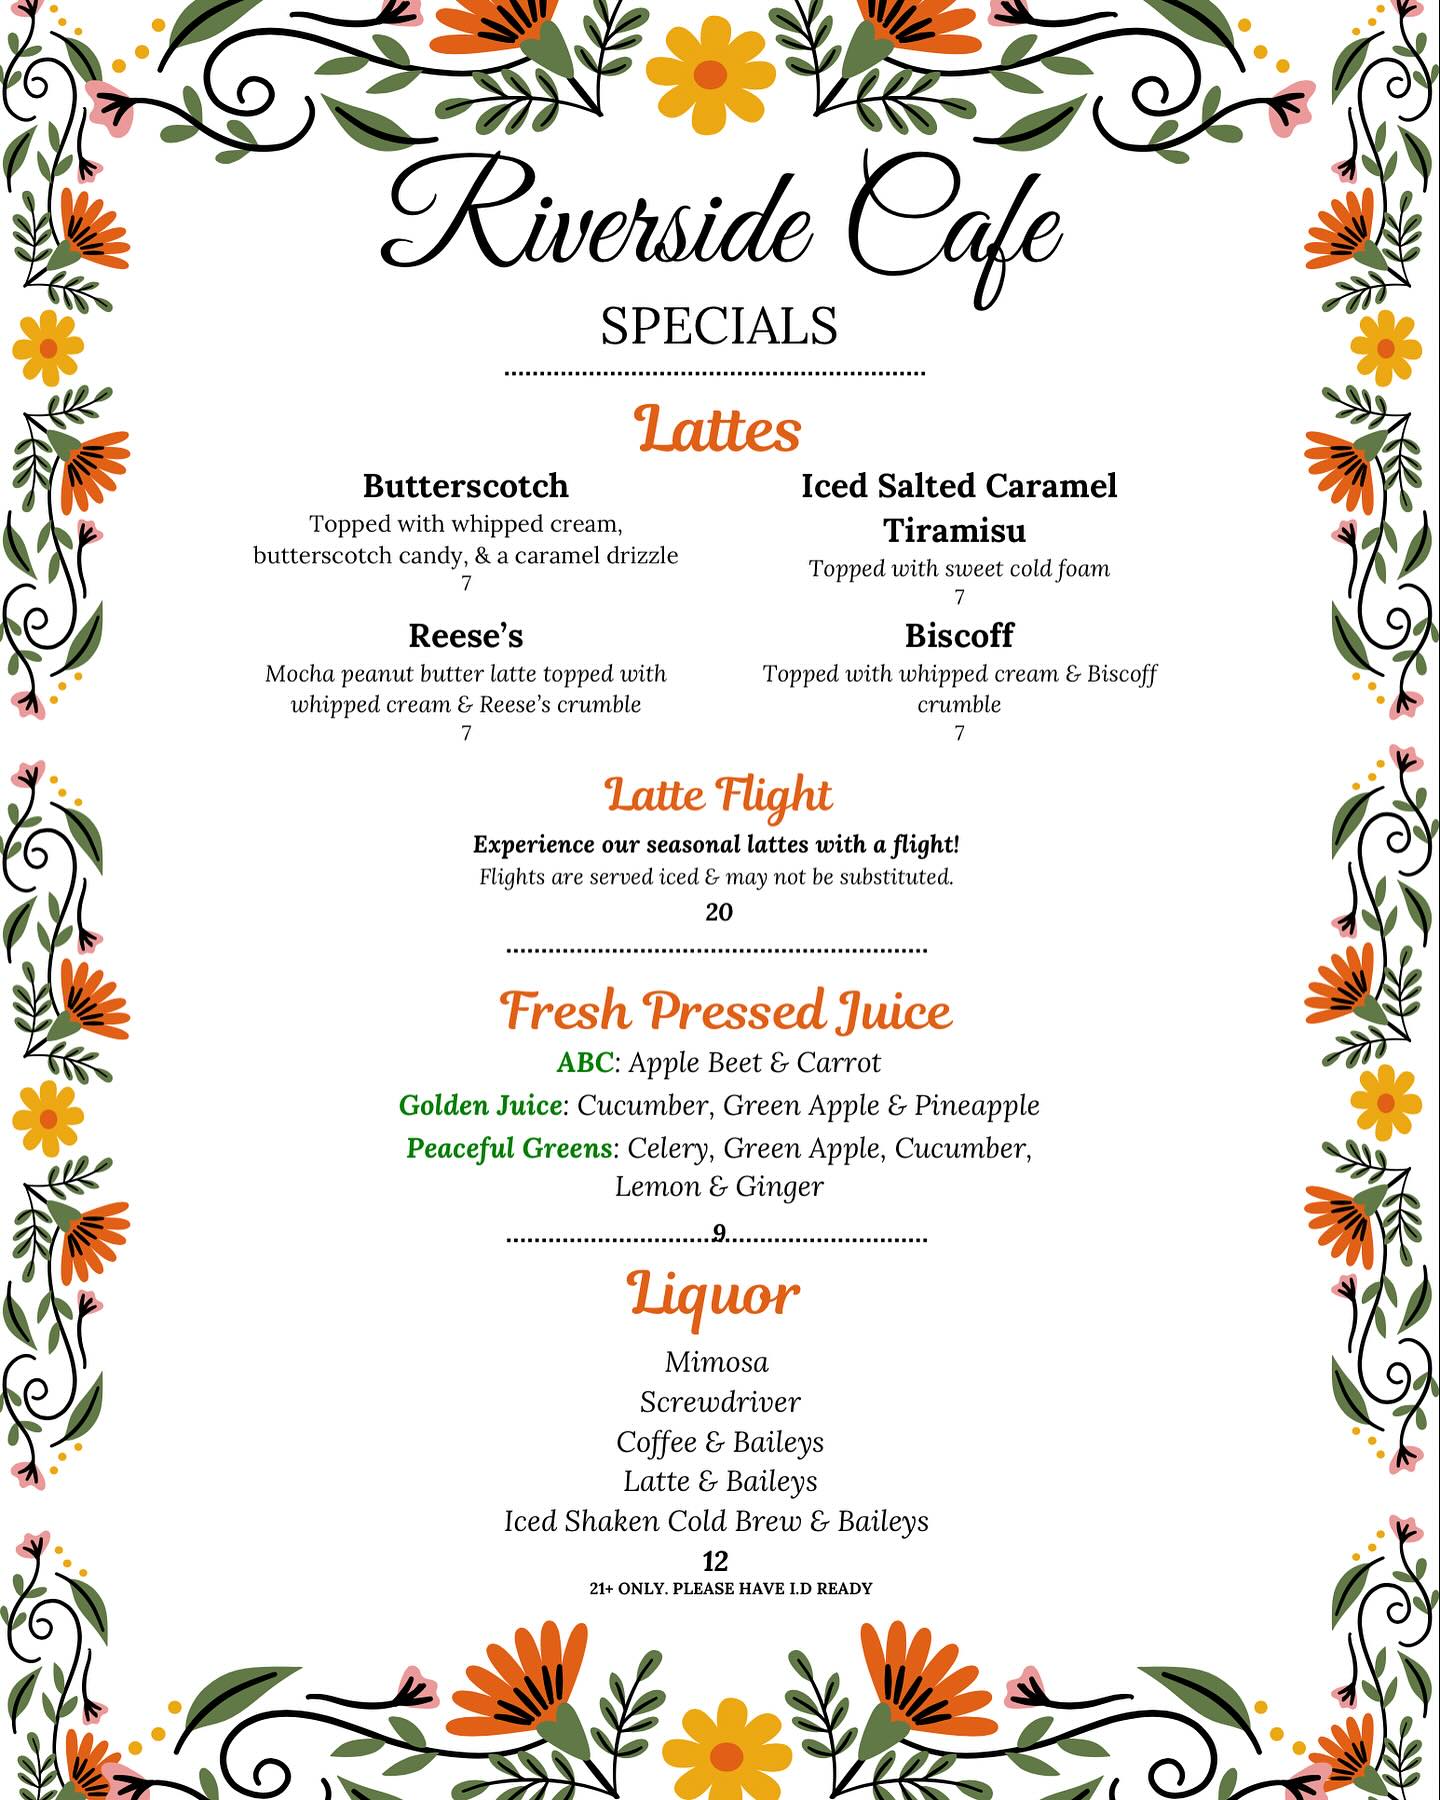 Riverside Cafe
SPECIALS
Lattes
Butterscotch
Topped with whipped cream,
butterscotch candy, & a caramel drizzle
7
Iced Salted Caramel
Tiramisu
Topped with sweet cold foam
7
Reese's
Mocha peanut butter latte topped with
whipped cream & Reese's crumble
7
Biscoff
Topped with whipped cream & Biscoff
crumble
7
Latte Flight
Experience our seasonal lattes with a flight!
Flights are served iced & may not be substituted.
20
Fresh Pressed Juice
ABC: Apple Beet & Carrot
Golden Juice: Cucumber, Green Apple & Pineapple
Peaceful Greens: Celery, Green Apple, Cucumber,
Lemon & Ginger
9
Liquor
Mimosa
Screwdriver
Coffee & Baileys
Latte & Baileys
Iced Shaken Cold Brew & Baileys
12
21+ ONLY. PLEASE HAVE I.D READY